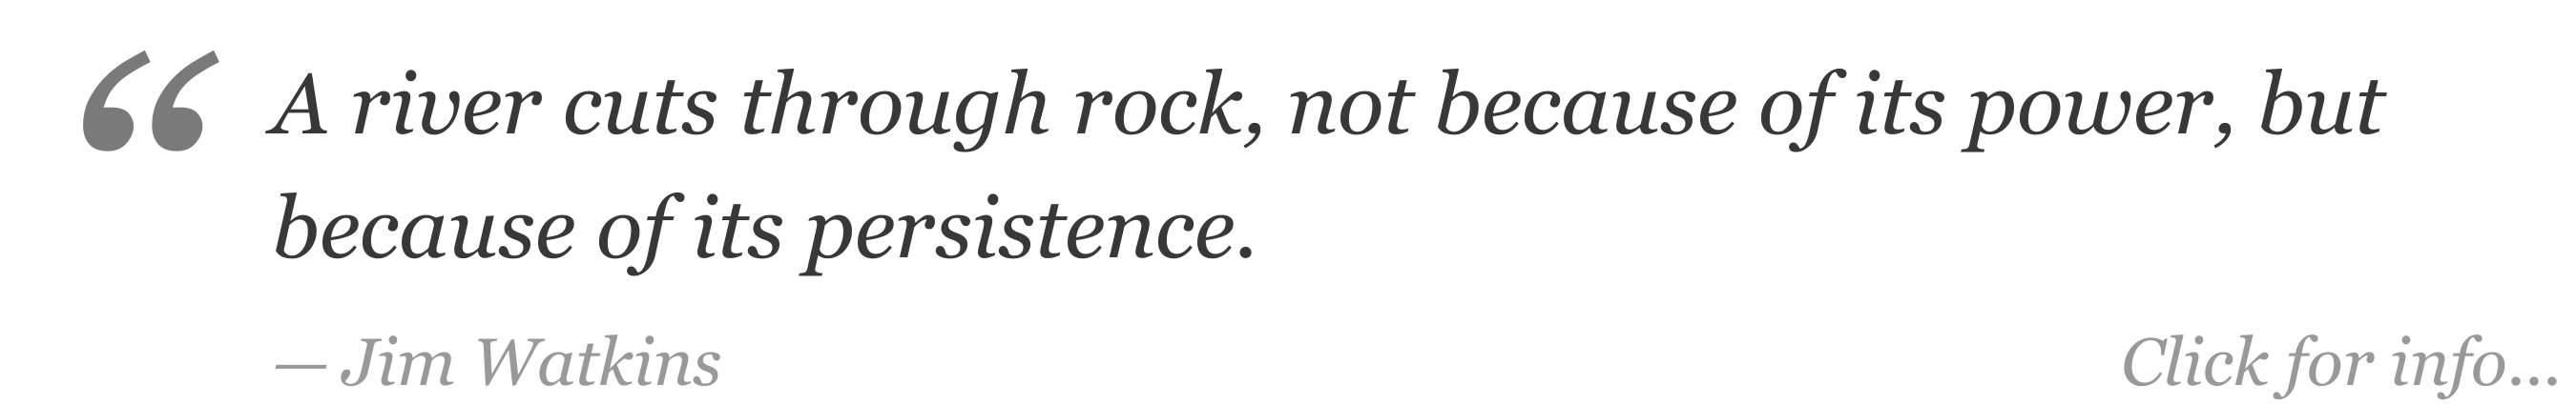 “A river cuts through rock, not because of its power, but
because of its persistence.
— Jim Watkins
Click for info...